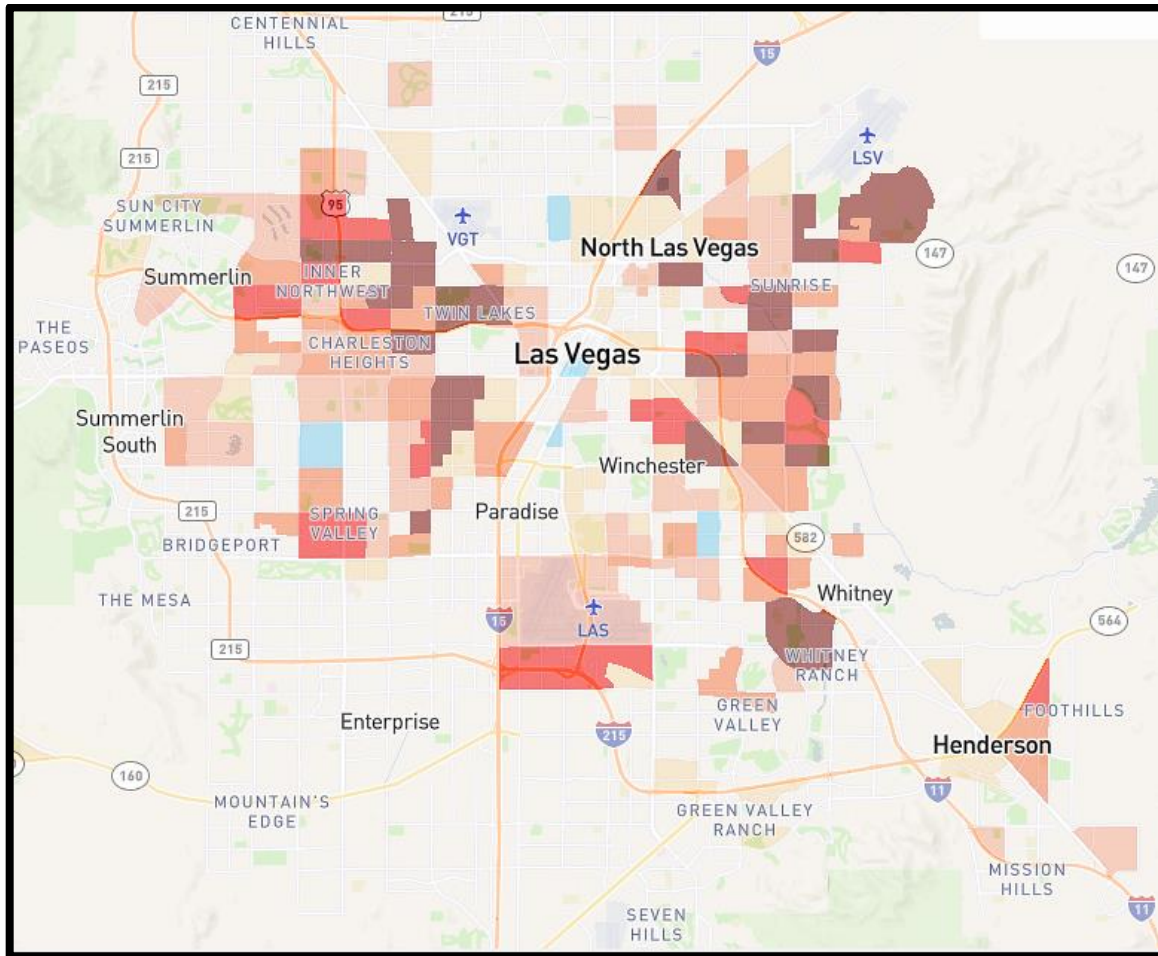 CENTENNIAL
HILLS
215
15
215
LSV
SUN CITY
SUMMERLIN
95
VGT
North Las Vegas
147
147
Summerlin
INNER
NORTHWEST
SUNRISE
TWIN LAKES
THE
PASEOS
CHARLESTON
HEIGHTS
Las Vegas
Summerlin
South
Winchester
215
SPRING
VALLEY
Paradise
BRIDGEPORT
582
THE MESA
Whitney
15
LAS
564
215
WHITNEY
RANCH
Enterprise
GREEN
VALLEY
FOOTHILLS
215
Henderson
160
MOUNTAIN'S
EDGE
11
GREEN VALLEY
RANCH
MISSION
HILLS
SEVEN
HILLS
11